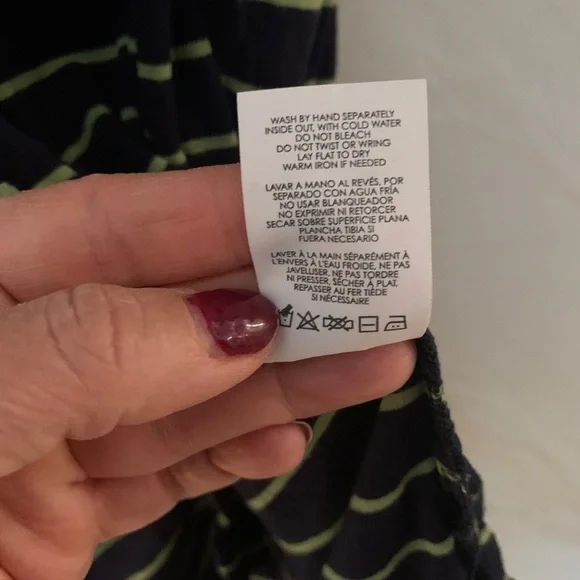 WASH BY HAND SEPARATELY
INSIDE OUT, WITH COLD WATER
DO NOT BLEACH
DO NOT TWIST OR WRING
LAY FLAT TO DRY
WARM IRON IF NEEDED
LAVAR A MANO AL REVÉS, POR
SEPARADO CON AGUA FRÍA
NO USAR BLANQUEADOR
NO EXPRIMIR NI RETORCER
SECAR SOBRE SUPERFICIE PLANA
PLANCHA TIBIA SI
FUERA NECESARIO
LAVER À LA MAIN SÉPARÉMENT À
L'ENVERS À L'EAU FROIDE, NE PAS
JAVELLISER, NE PAS TORDRE
NI PRESSER, SÉCHER À PLAT,
REPASSER AU FER TIÈDE
SI NÉCESSAIRE